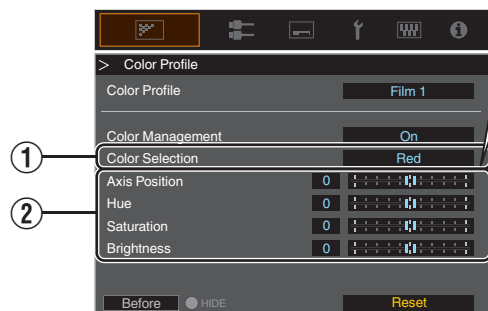 > Color Profile
Color Profile Film 1
Color Management On
① Color Selection Red
② Axis Position 0
Hue 0
Saturation 0
Brightness 0
Before HIDE Reset